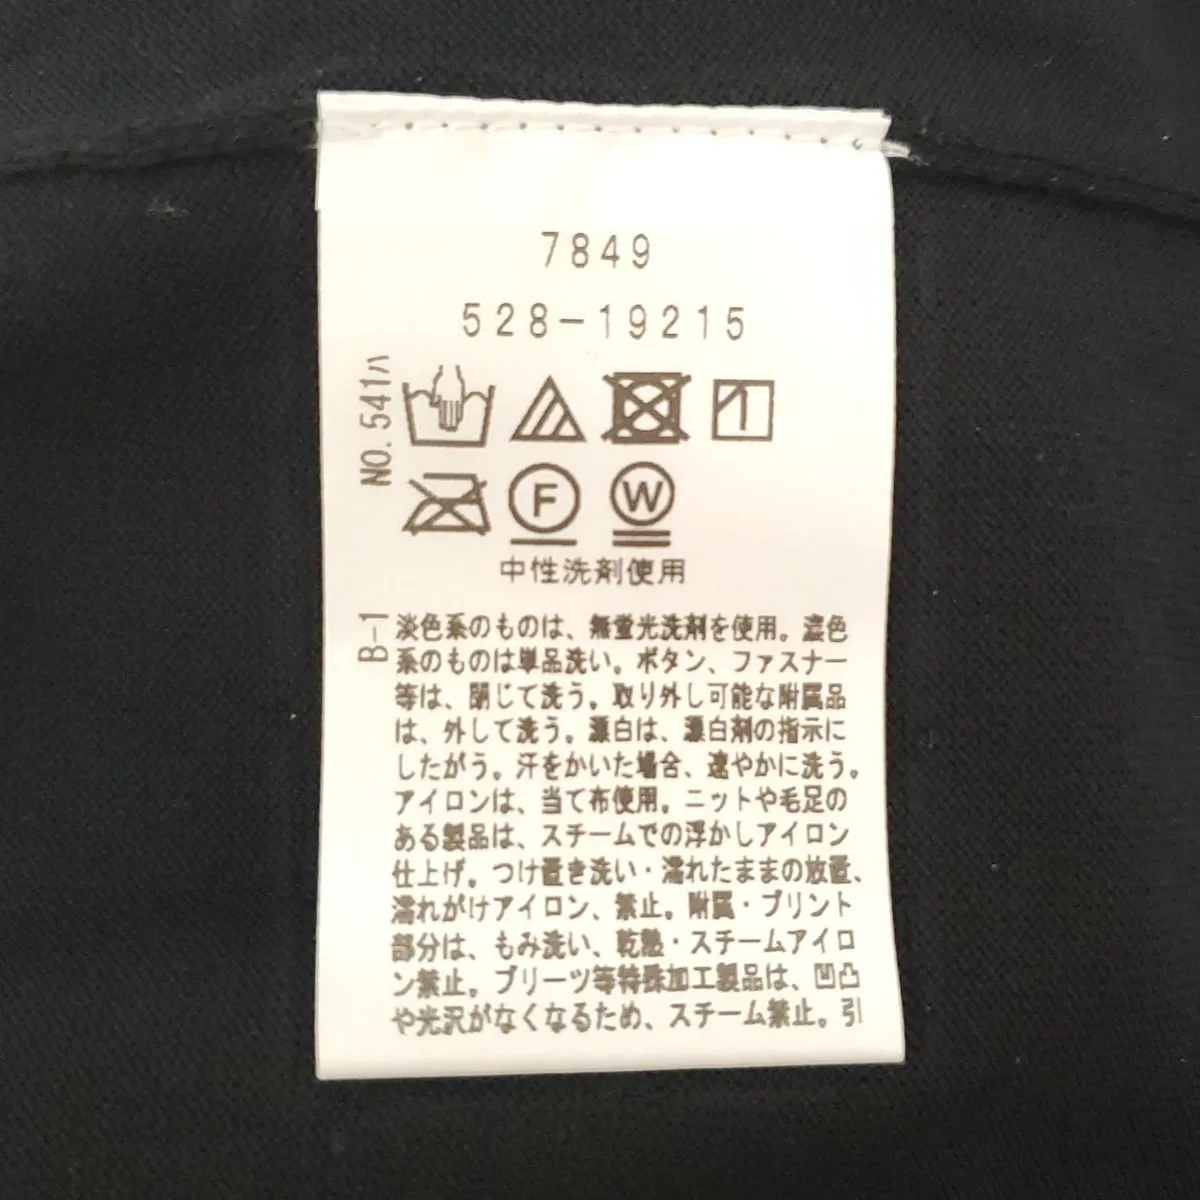 7849
528-19215
NO.541ハ
F
W
中性洗剤使用
B-1
淡色系のものは、無蛍光洗剤を使用。濃色
系のものは単品洗い。ボタン、ファスナー
等は、閉じて洗う。取り外し可能な附属品
は、外して洗う。漂白は、漂白剤の指示に
したがう。汗をかいた場合、速やかに洗う。
アイロンは、当て布使用。ニットや毛足の
ある製品は、スチームでの浮かしアイロン
仕上げ。つけ置き洗い・濡れたままの放置、
濡れがけアイロン、禁止。附属・プリント
部分は、もみ洗い、乾熱・スチームアイロ
ン禁止。プリーツ等特殊加工製品は、凹凸
や光沢がなくなるため、スチーム禁止。引